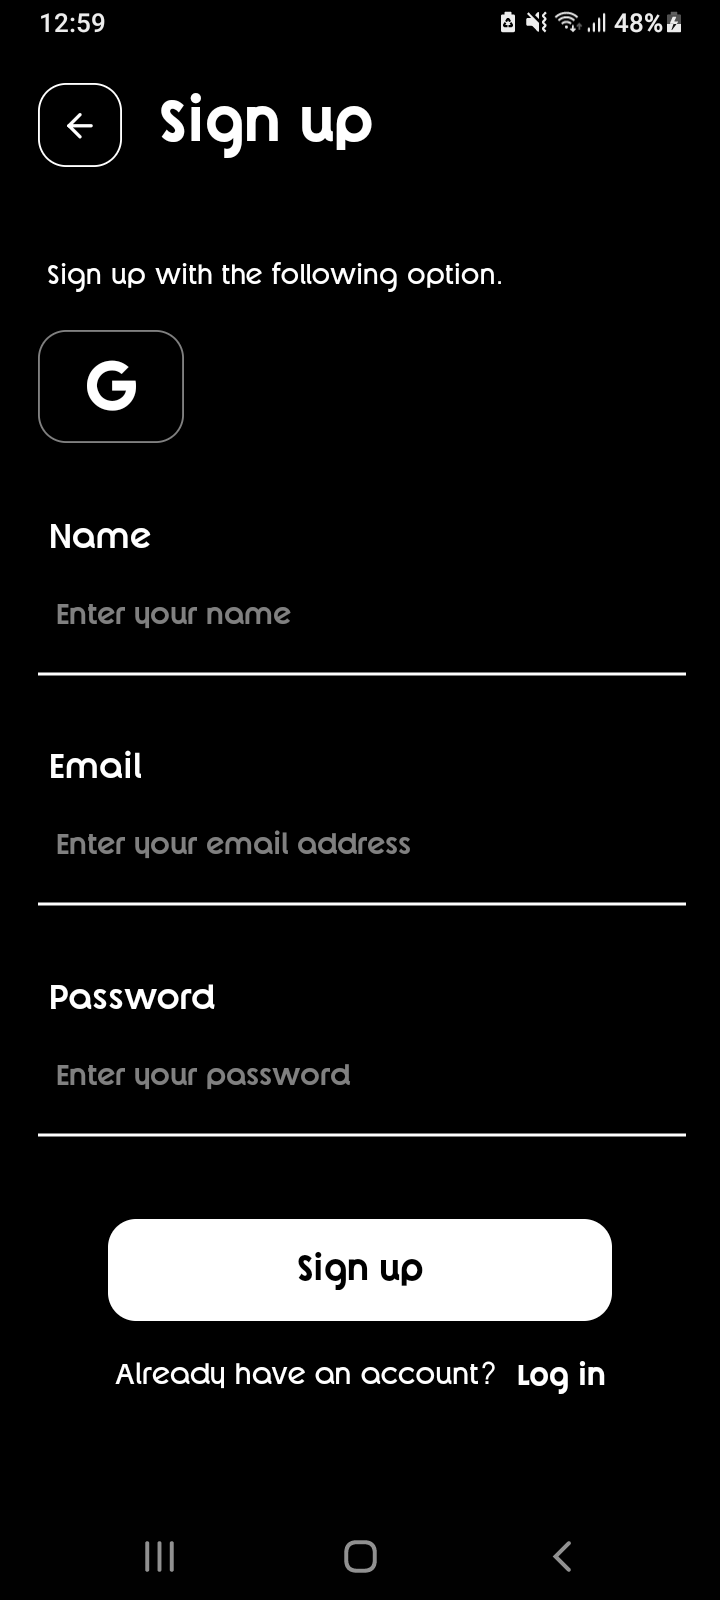 12:59 48%
Sign up
Sign up with the following option.
G
Name
Enter your name
Email
Enter your email address
Password
Enter your password
Sign up
Already have an account? Log in